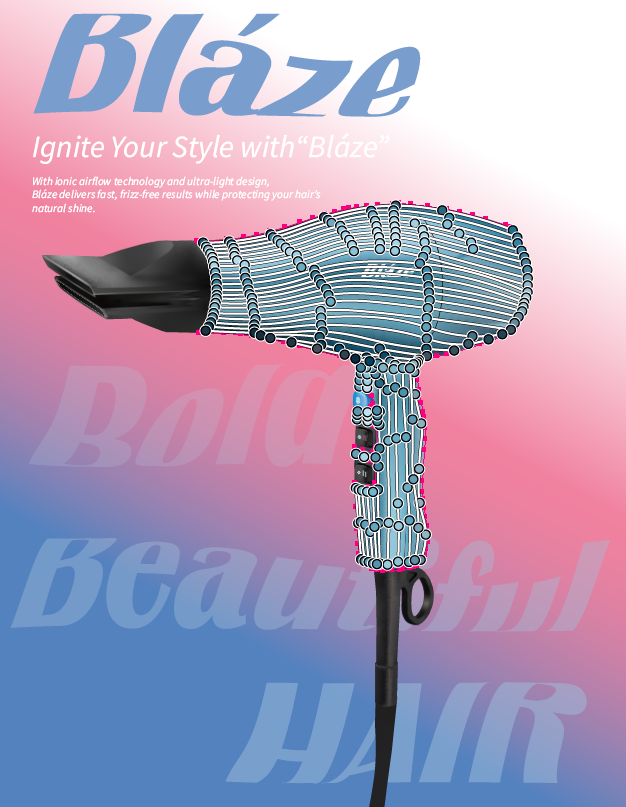 Bláze
Ignite Your Style with“Bláze”
With ionic airflow technology and ultra-light design,
Bláze delivers fast, frizz-free results while protecting your hair's
natural shine.
Bold
Beautiful
HAIR